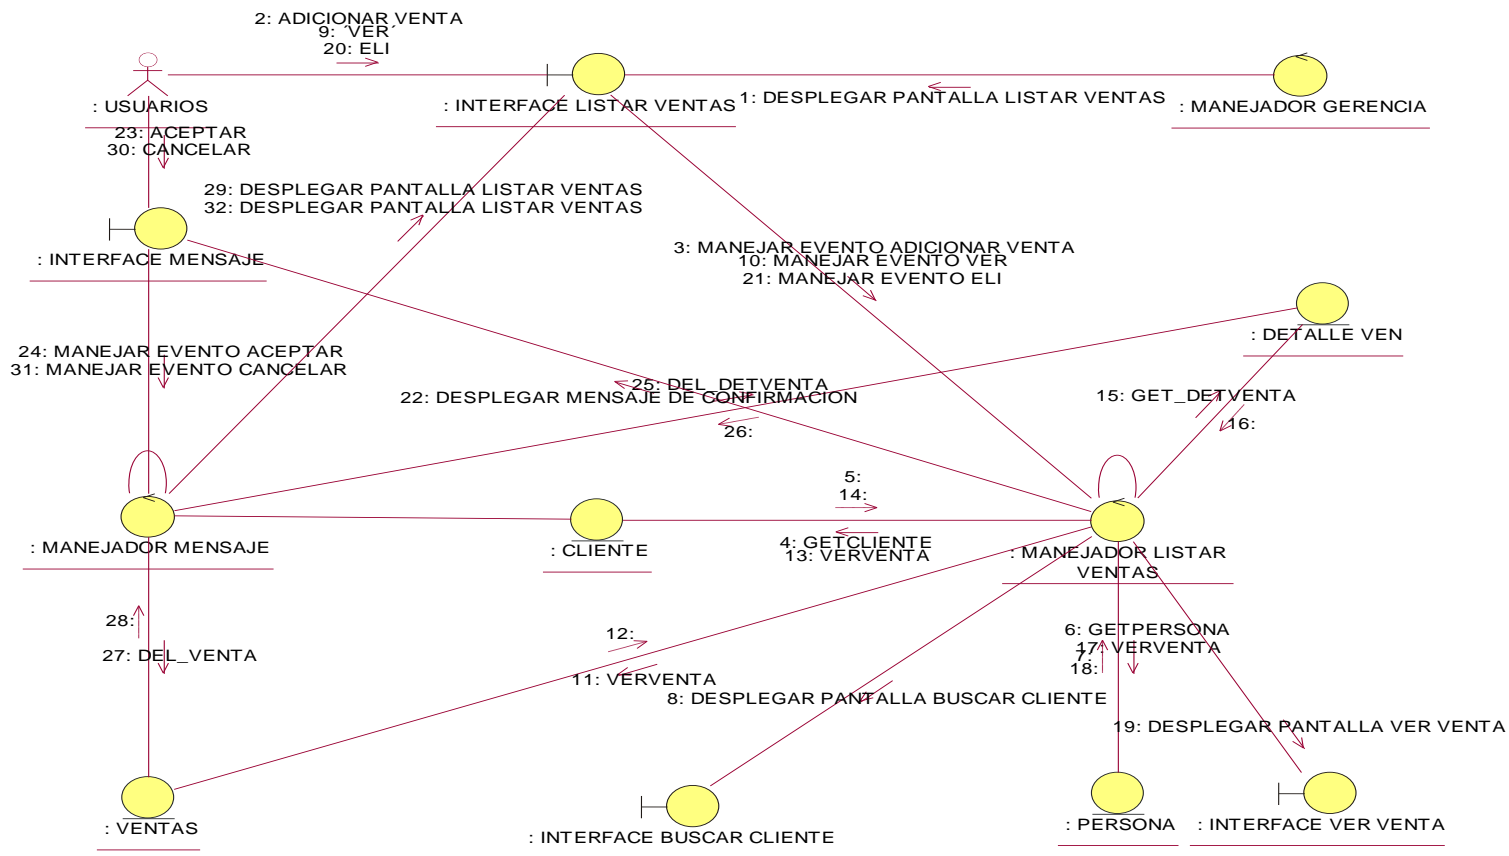 2: ADICIONAR VENTA
9: ´VER´
20: ELI
: USUARIOS
: INTERFACE LISTAR VENTAS
1: DESPLEGAR PANTALLA LISTAR VENTAS
: MANEJADOR GERENCIA
23: ACEPTAR
30: CANCELAR
29: DESPLEGAR PANTALLA LISTAR VENTAS
32: DESPLEGAR PANTALLA LISTAR VENTAS
: INTERFACE MENSAJE
3: MANEJAR EVENTO ADICIONAR VENTA
10: MANEJAR EVENTO VER
21: MANEJAR EVENTO ELI
: DETALLE VEN
24: MANEJAR EVENTO ACEPTAR
31: MANEJAR EVENTO CANCELAR
25: DEL_DETVENTA
22: DESPLEGAR MENSAJE DE CONFIRMACION
26:
15: GET_DETVENTA
16:
5:
14:
4: GETCLIENTE
13: VERVENTA
: MANEJADOR MENSAJE
: CLIENTE
: MANEJADOR LISTAR
VENTAS
28:
27: DEL_VENTA
12:
11: VERVENTA
6: GETPERSONA
17: VERVENTA
7:
18:
8: DESPLEGAR PANTALLA BUSCAR CLIENTE
19: DESPLEGAR PANTALLA VER VENTA
: VENTAS
: INTERFACE BUSCAR CLIENTE
: PERSONA
: INTERFACE VER VENTA